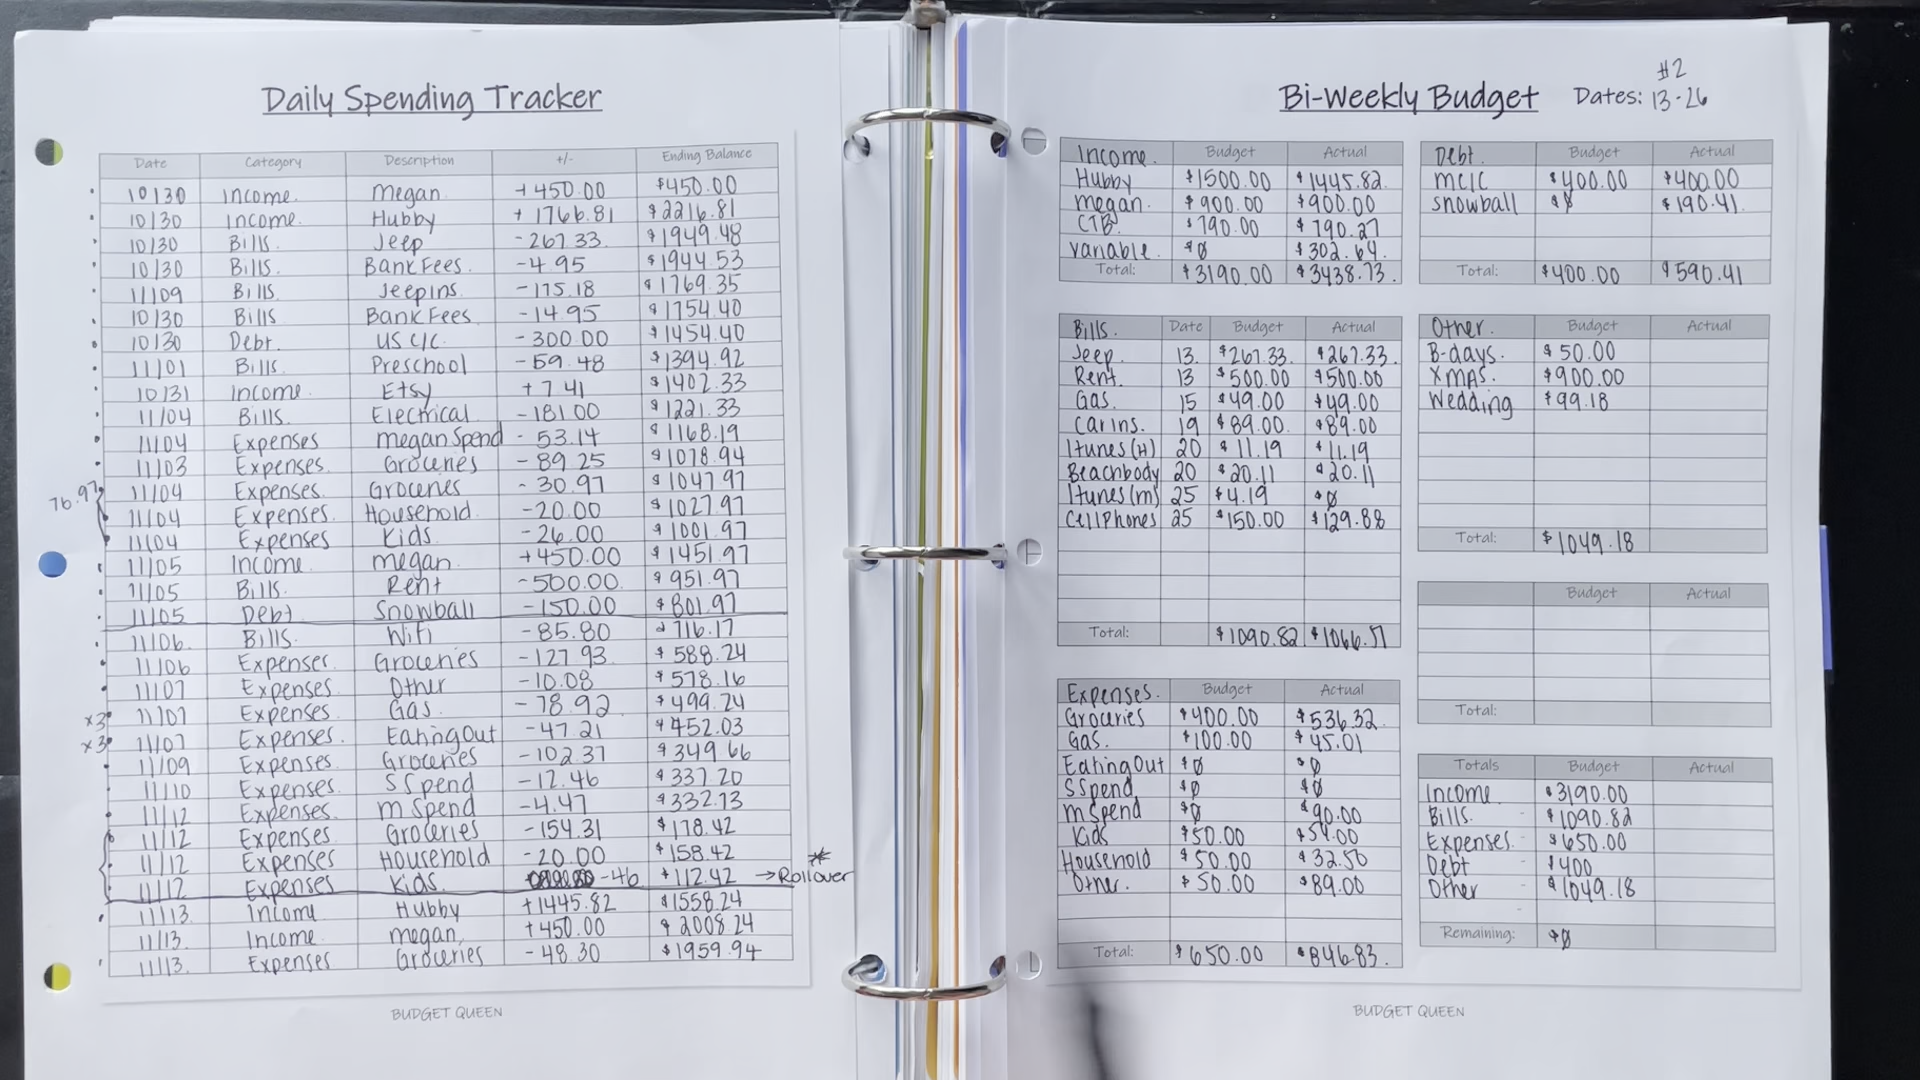 Daily Spending Tracker
Date Category Description +/- Ending Balance
10/30 Income. Megan +450.00 $450.00
10/30 Income. Hubby +1766.81 $2216.81
10/30 Bills. Jeep -267.33 $1949.48
10/30 Bills. Bank Fees. -4.95 $1944.53
11/09 Bills. Jeep ins. -175.18 $1769.35
10/30 Bills Bank Fees -14.95 $1754.40
10/30 Debt. US C/C. -300.00 $1454.40
11/01 Bills. Preschool -59.48 $1394.92
10/31 Income. Etsy +7.41 $1402.33
11/04 Bills. Electrical -181.00 $1221.33
11/04 Expenses megan Spend -53.14 $1168.19
11/03 Expenses. Groceries -89.25 $1078.94
76.97 11/04 Expenses. Groceries -30.97 $1047.97
11/04 Expenses. Household. -20.00 $1027.97
11/04 Expenses Kids. -26.00 $1001.97
11/05 Income. megan. +450.00 $1451.97
11/05 Bills. Rent -500.00. $951.97
11/05 Debt Snowball -150.00 $801.97
11/06. Bills. Wifi -85.80 $716.17
11/06 Expenses. Groceries -127.93 $588.24
11/07 Expenses Other -10.08 $578.16
x3 11/07 Expenses. Gas. -78.92 $499.24
x3 11/07 Expenses. Eating Out -47.21 $452.03
11/09 Expenses. Groceries -102.37 $349.66
11/10 Expenses. S Spend -12.46 $337.20
11/12 Expenses. m Spend -4.47 $332.73
11/12 Expenses Groceries -154.31 $178.42
11/12 Expenses Household -20.00 $158.42 *
11/12 Expenses Kids. -46 $112.42 → Rollover
11/13. Income Hubby +1445.82 $1558.24
11/13. Income megan, +450.00 $2008.24
11/13. Expenses Groceries -48.30 $1959.94
BUDGET QUEEN
#2
Bi-Weekly Budget Dates: 13-26
Income. Budget Actual
Hubby $1500.00 $1445.82.
megan. $900.00 $900.00
CTB $790.00 $790.27
variable. $0 $302.64.
Total: $3190.00 $3438.73.
Bills. Date Budget Actual
Jeep. 13. $267.33. $267.33.
Rent. 13 $500.00 $500.00
Gas. 15 $49.00 $49.00
Car ins. 19 $89.00. $89.00
Itunes (H) 20 $11.19 $11.19
Beachbody 20 $20.11 $20.11
Itunes (m) 25 $4.19 $0
Cellphones 25 $150.00 $129.88
Total: $1090.82 $1066.51
Expenses. Budget Actual
Groceries $400.00 $536.32.
Gas. $100.00 $45.01
Eating Out $0 $0
S Spend $0 $0
m Spend $0 $90.00
Kids $50.00 $54.00
Household $50.00 $32.50
Other. $50.00 $89.00
Total: $650.00 $846.83.
Debt. Budget Actual
mC/C $400.00 $400.00
snowball $0 $190.41.
Total: $400.00 $590.41
Other. Budget Actual
B-days. $50.00
Xmas. $900.00
Wedding $99.18
Total: $1049.18
Budget Actual
Total:
Totals Budget Actual
Income $3190.00
Bills. $1090.82
Expenses. $650.00
Debt $400
Other $1049.18
Remaining: $0
BUDGET QUEEN